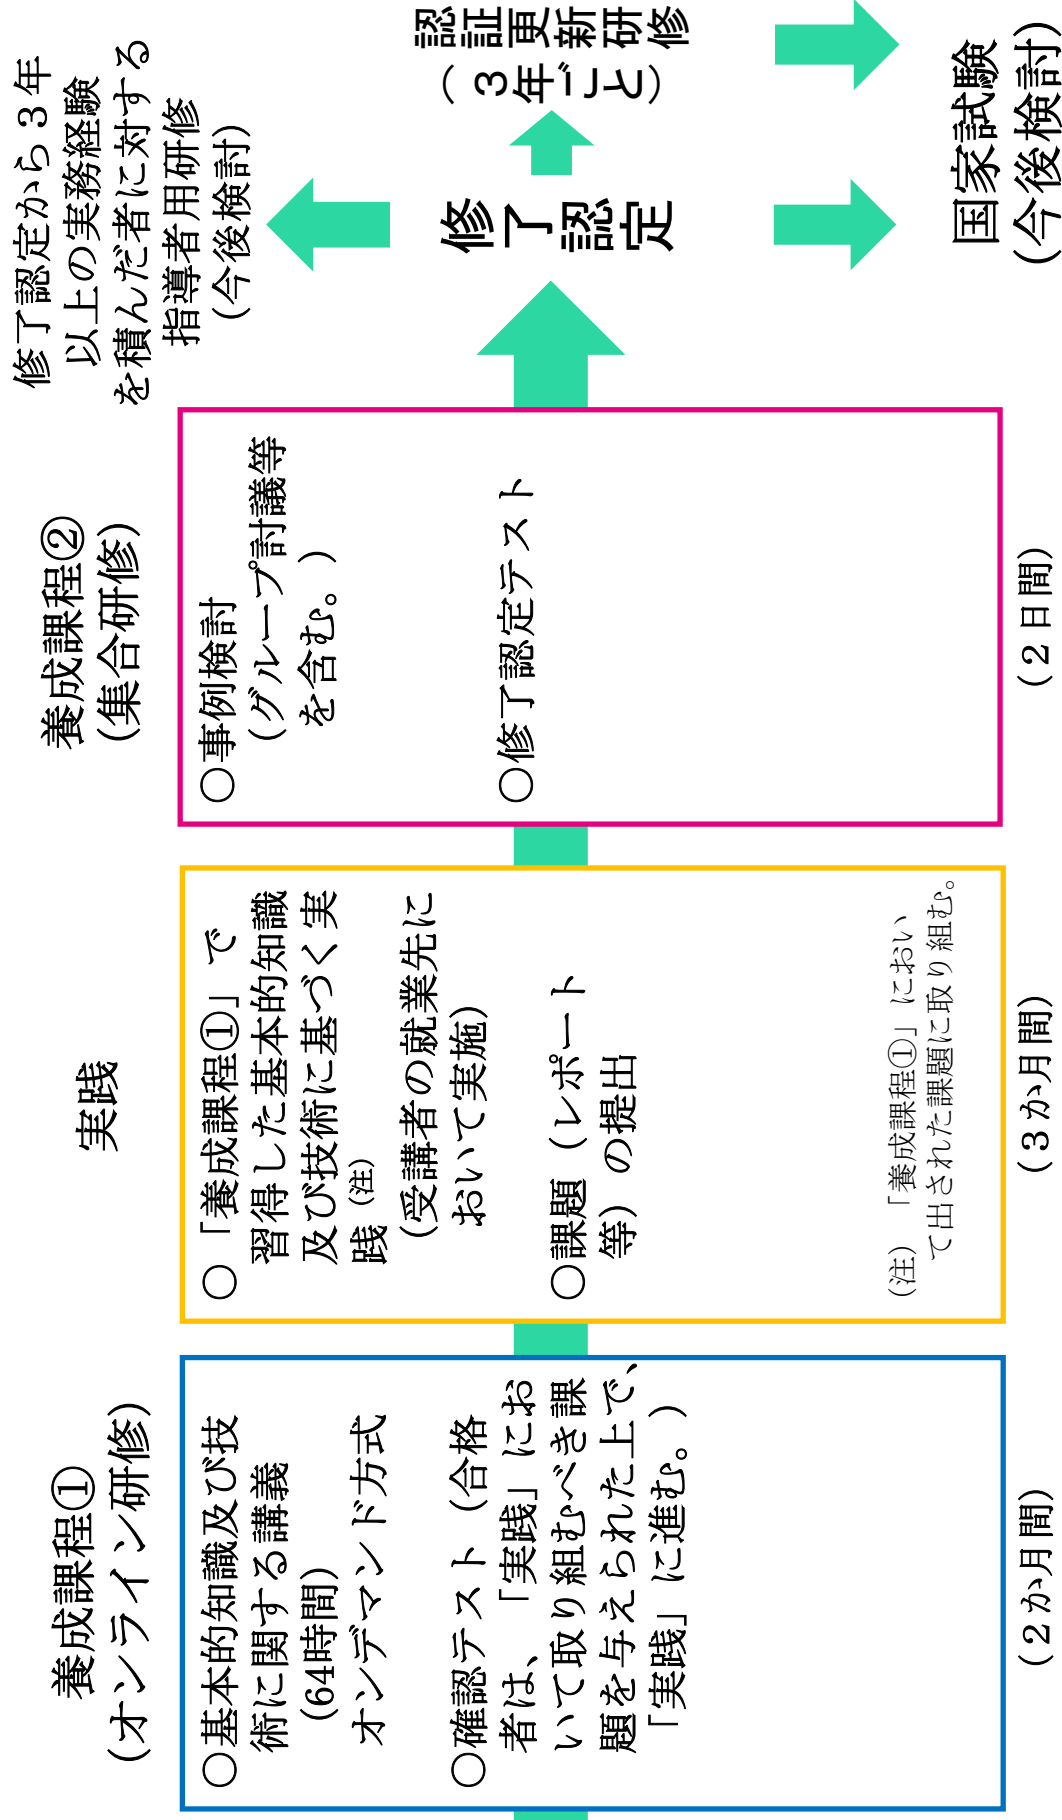 養成課程①
(オンライン研修)
○基本的知識及び技
術に関する講義
(64時間)
オンデマンド方式
○確認テスト（合格
者は、「実践」にお
いて取り組むべき課
題を与えられた上で、
「実践」に進む。）
(２か月間)
実践
○「養成課程①」で
習得した基本的知識
及び技術に基づく実
践（注）
(受講者の就業先に
おいて実施)
○課題（レポート
等）の提出
（注）「養成課程①」におい
て出された課題に取り組む。
(３か月間)
養成課程②
(集合研修)
○事例検討
(グループ討議等
を含む。）
○修了認定テスト
(２日間)
修了認定から３年
以上の実務経験
を積んだ者に対する
指導者用研修
(今後検討)
修了認定
認証更新研修
（３年ごと）
国家試験
(今後検討)